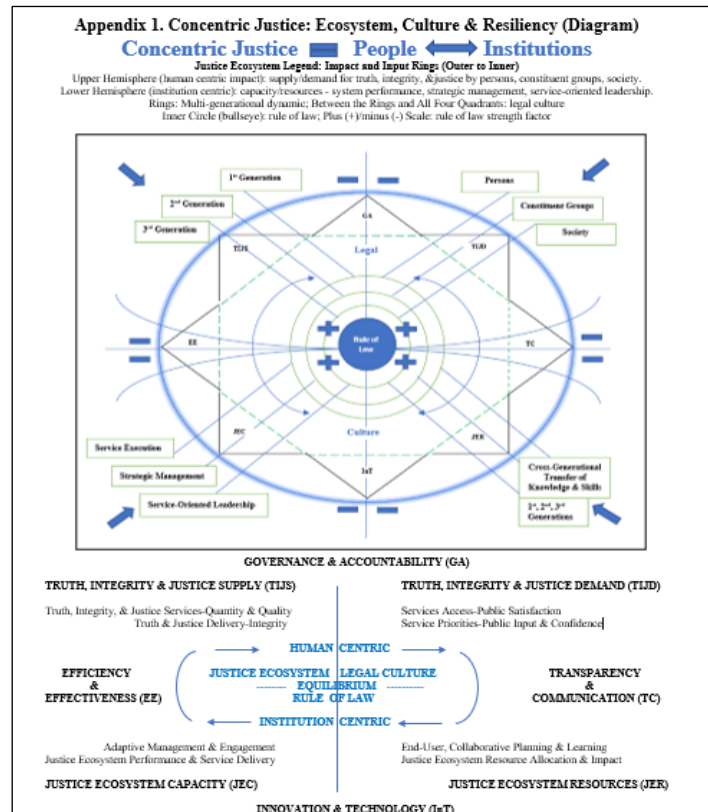 Appendix 1. Concentric Justice: Ecosystem, Culture & Resiliency (Diagram)
Concentric Justice = People ⟺ Institutions
Justice Ecosystem Legend: Impact and Input Rings (Outer to Inner)
Upper Hemisphere (human centric impact): supply/demand for truth, integrity, &justice by persons, constituent groups, society.
Lower Hemisphere (institution centric): capacity/resources - system performance, strategic management, service-oriented leadership.
Rings: Multi-generational dynamic; Between the Rings and All Four Quadrants: legal culture
Inner Circle (bullseye): rule of law; Plus (+)/minus (-) Scale: rule of law strength factor
1st Generation
Persons
2nd Generation
Constituent Groups
3rd Generation
Society
GA
TIJS
Legal
TIJD
EE
Rule of
Law
TC
JEC
Culture
JER
InT
Service Execution
Strategic Management
Service-Oriented Leadership
Cross-Generational
Transfer of
Knowledge & Skills
1st, 2nd, 3rd
Generations
GOVERNANCE & ACCOUNTABILITY (GA)
TRUTH, INTEGRITY & JUSTICE SUPPLY (TIJS)
TRUTH, INTEGRITY & JUSTICE DEMAND (TIJD)
Truth, Integrity, & Justice Services-Quantity & Quality
Truth & Justice Delivery-Integrity
Services Access-Public Satisfaction
Service Priorities-Public Input & Confidence
HUMAN CENTRIC
EFFICIENCY
&
EFFECTIVENESS (EE)
JUSTICE ECOSYSTEM LEGAL CULTURE
-------- EQUILIBRIUM ----------
RULE OF LAW
TRANSPARENCY
&
COMMUNICATION (TC)
INSTITUTION CENTRIC
Adaptive Management & Engagement
Justice Ecosystem Performance & Service Delivery
End-User, Collaborative Planning & Learning
Justice Ecosystem Resource Allocation & Impact
JUSTICE ECOSYSTEM CAPACITY (JEC)
JUSTICE ECOSYSTEM RESOURCES (JER)
INNOVATION & TECHNOLOGY (InT)